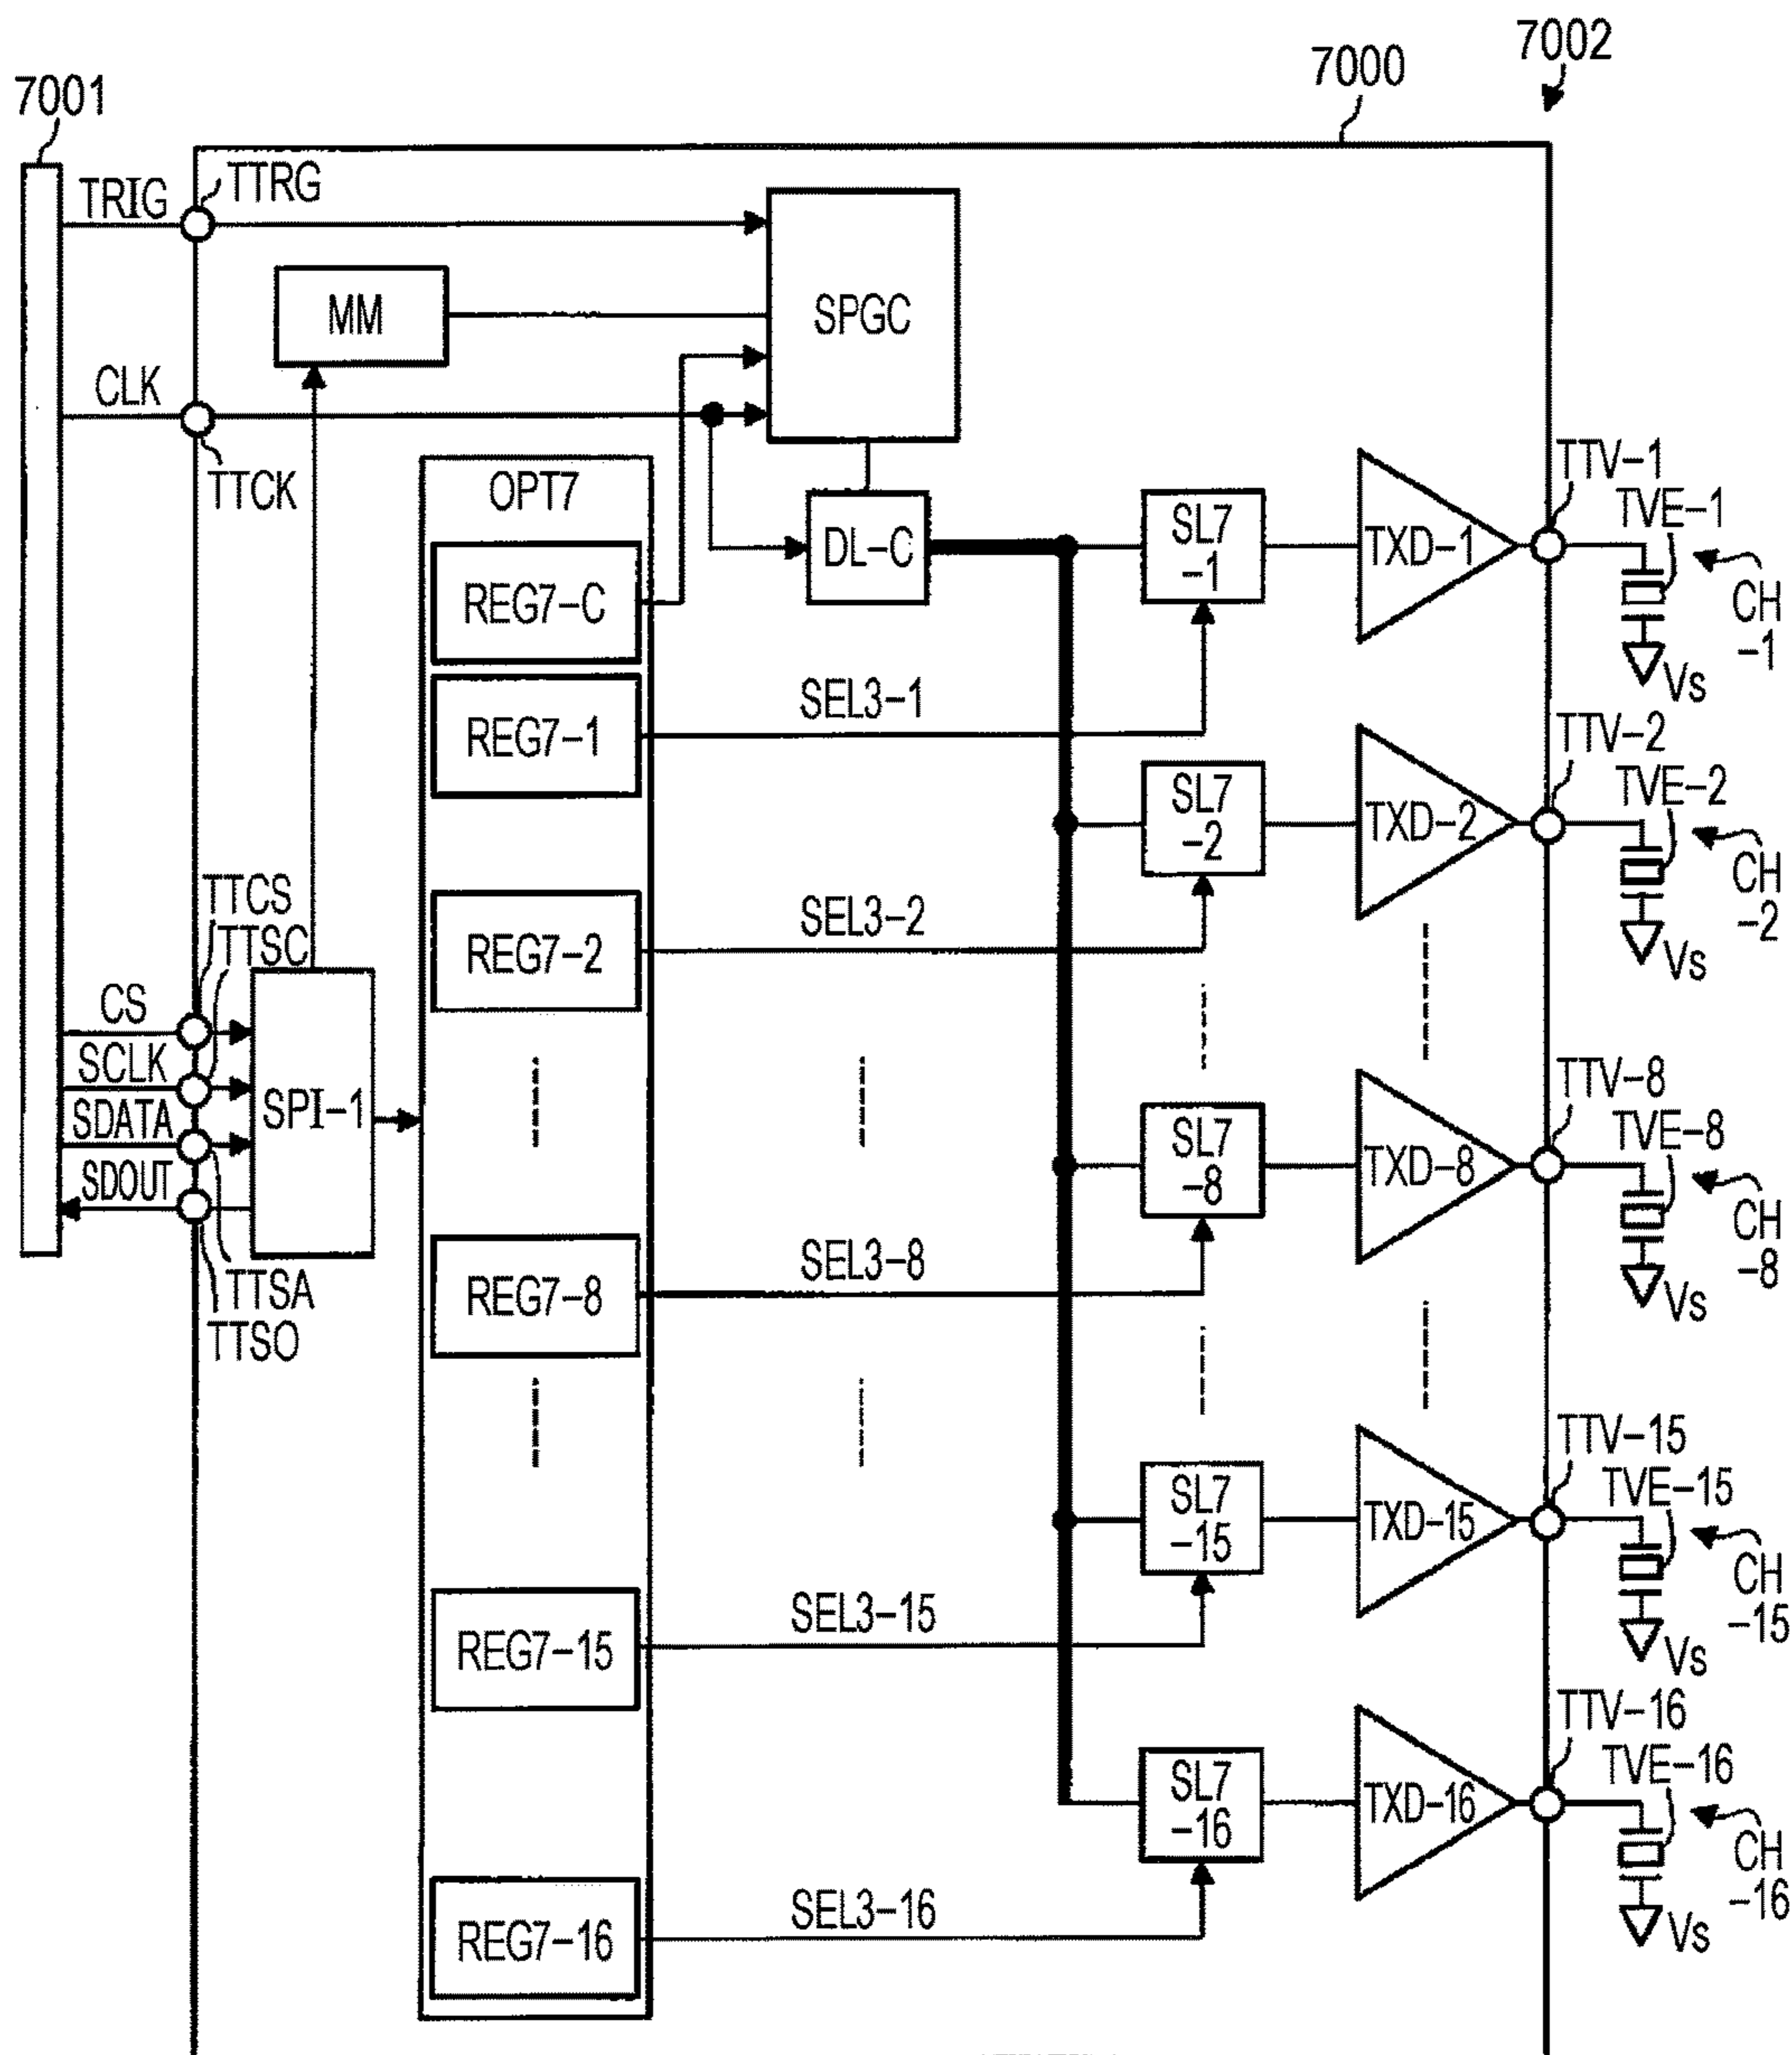 7002
7000
7001
TTRG
TRIG
MM
SPGC
CLK
TTCK
OPT7
DL-C
SL7
-1
TXD-1
TTV-1
TVE-1
CH
-1
Vs
REG7-C
REG7-1
SEL3-1
TTV-2
TVE-2
SL7
-2
TXD-2
CH
-2
Vs
REG7-2
SEL3-2
TTCS
TTSC
CS
SCLK
SDATA
SDOUT
SPI-1
TTSA
TTSO
TTV-8
TVE-8
SL7
-8
TXD-8
CH
-8
Vs
REG7-8
SEL3-8
TTV-15
TVE-15
SL7
-15
TXD-15
CH
-15
Vs
REG7-15
SEL3-15
TTV-16
TVE-16
SL7
-16
TXD-16
CH
-16
Vs
REG7-16
SEL3-16